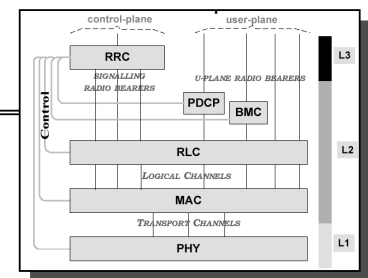 control-plane user-plane
RRC L3
SIGNALLING RADIO BEARERS
U-PLANE RADIO BEARERS
PDCP
BMC
Control
RLC L2
LOGICAL CHANNELS
MAC
TRANSPORT CHANNELS
PHY L1